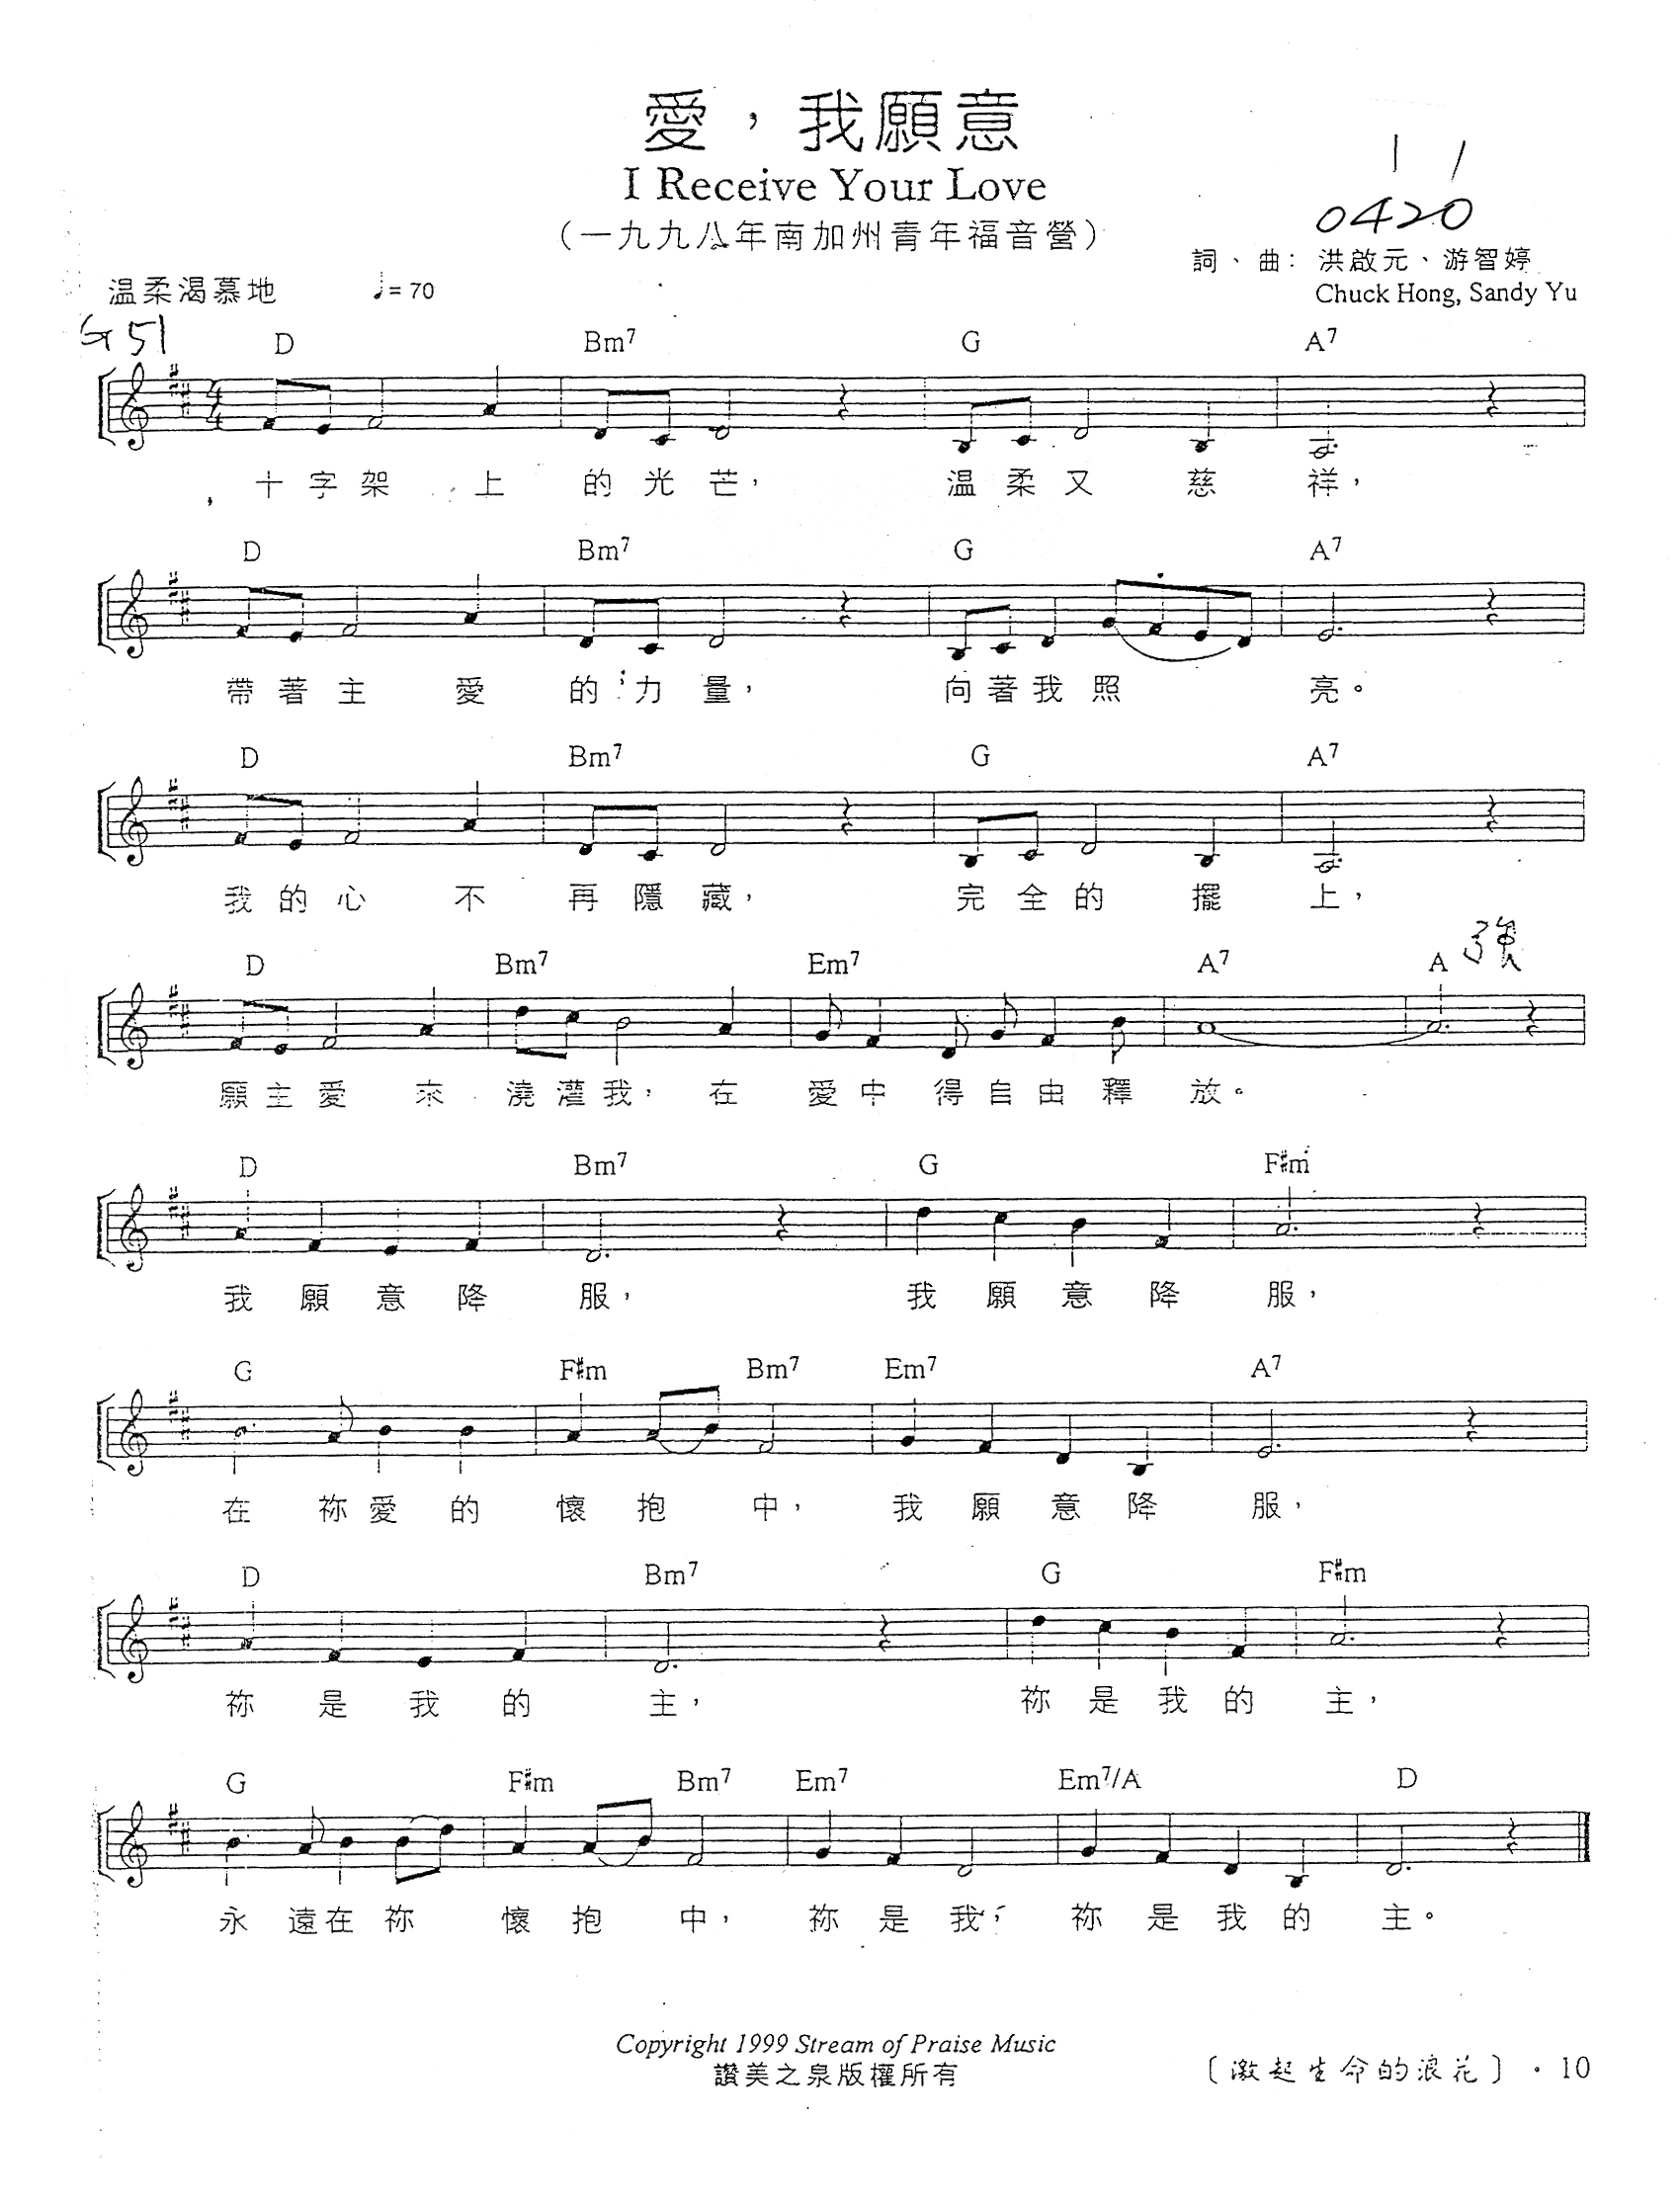 愛，我願意
I Receive Your Love
（一九九八年南加州青年福音營）
0420
詞、曲：洪啟元、游智婷
温柔渴慕地 ♩= 70
Chuck Hong, Sandy Yu
G 51
D Bm7 G A7
4/4
十字架上的光芒，温柔又慈祥，
D Bm7 G A7
帶著主愛的力量，向著我照亮。
D Bm7 G A7
我的心不再隱藏，完全的擺上，
強
D Bm7 Em7 A7 A
願主愛來澆灌我，在愛中得自由釋放。
D Bm7 G F#m
我願意降服，我願意降服，
G F#m Bm7 Em7 A7
在祢愛的懷抱中，我願意降服，
D Bm7 G F#m
祢是我的主，祢是我的主，
G F#m Bm7 Em7 Em7/A D
永遠在祢懷抱中，祢是我，祢是我的主。
Copyright 1999 Stream of Praise Music
讚美之泉版權所有
〔激起生命的浪花〕・10